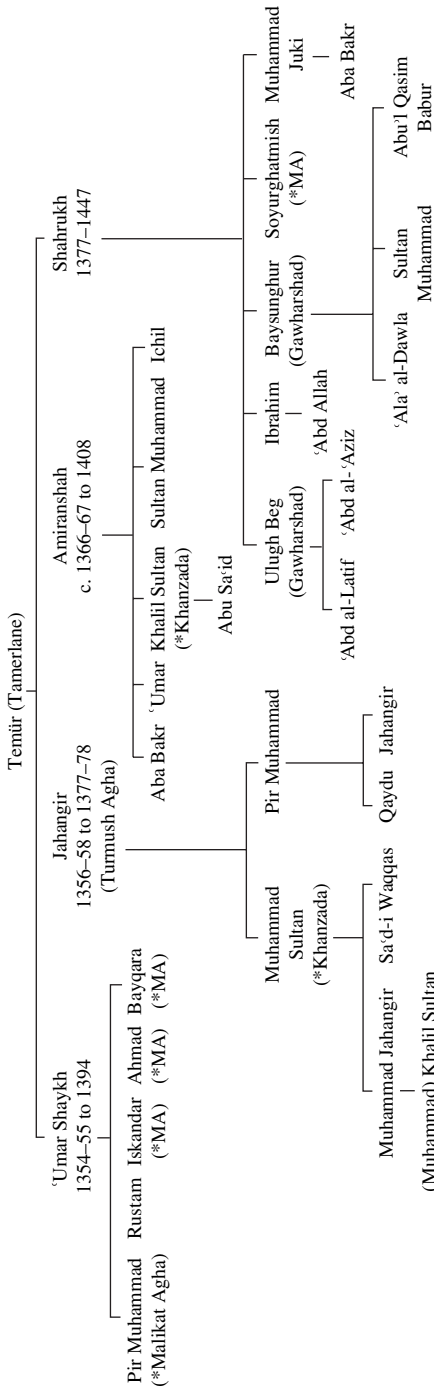 Temür (Tamerlane)
ʿUmar Shaykh
1354–55 to 1394
Jahangir
1356–58 to 1377–78
(Turmush Agha)
Amiranshah
c. 1366–67 to 1408
Shahrukh
1377–1447
Pir Muhammad
(*Malikat Agha)
Rustam
Iskandar
(*MA)
Ahmad
(*MA)
Bayqara
(*MA)
Aba Bakr
ʿUmar
Khalil Sultan
(*Khanzada)
Sultan Muhammad
Ichil
Abu Saʿid
Muhammad
Sultan
(*Khanzada)
Pir Muhammad
Ulugh Beg
(Gawharshad)
Ibrahim
Baysunghur
(Gawharshad)
Soyurghatmish
(*MA)
Muhammad
Juki
Muhammad Jahangir
Saʿd-i Waqqas
Qaydu
Jahangir
ʿAbd al-Latif
ʿAbd al-ʿAziz
ʿAbd Allah
Aba Bakr
(Muhammad) Khalil Sultan
ʿAlaʾ al-Dawla
Sultan
Muhammad
Abu’l Qasim
Babur